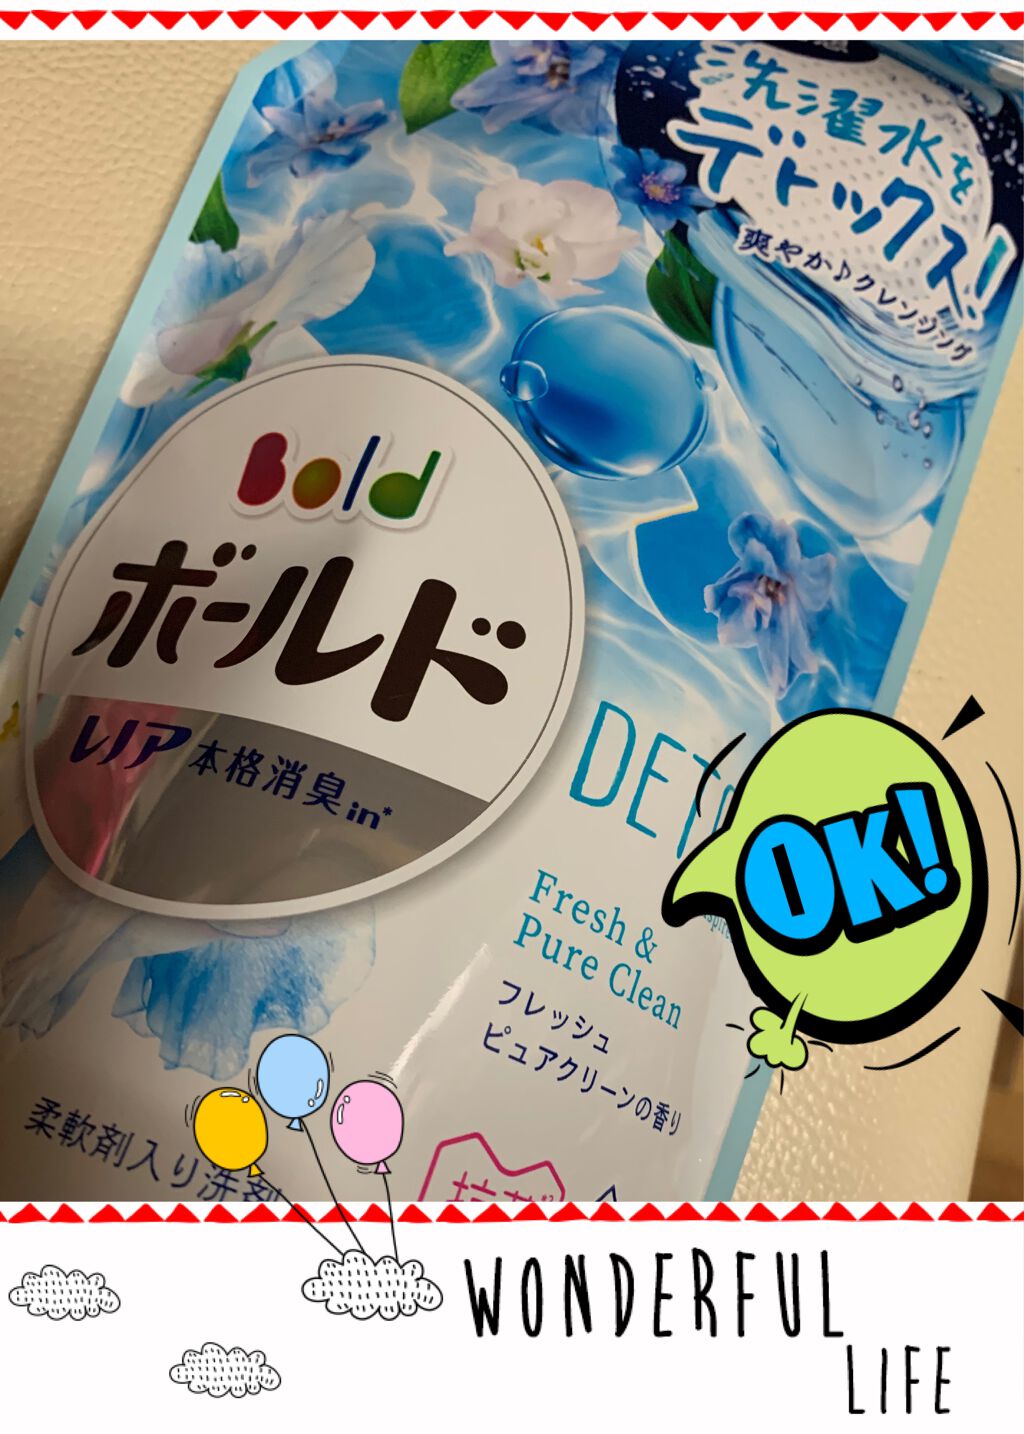 洗濯水を
デトックス!
爽やか♪クレンジング
Bold
ボールド
レノア 本格消臭in*
DET
Fresh &
Pure Clean
フレッシュ
ピュアクリーンの香り
柔軟剤入り洗剤
OK!
WONDERFUL
LIFE